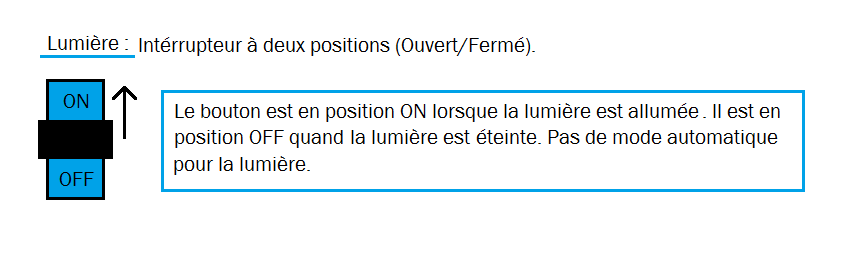 Lumière : Intérrupteur à deux positions (Ouvert/Fermé).
ON
OFF
Le bouton est en position ON lorsque la lumière est allumée . Il est en
position OFF quand la lumière est éteinte. Pas de mode automatique
pour la lumière.